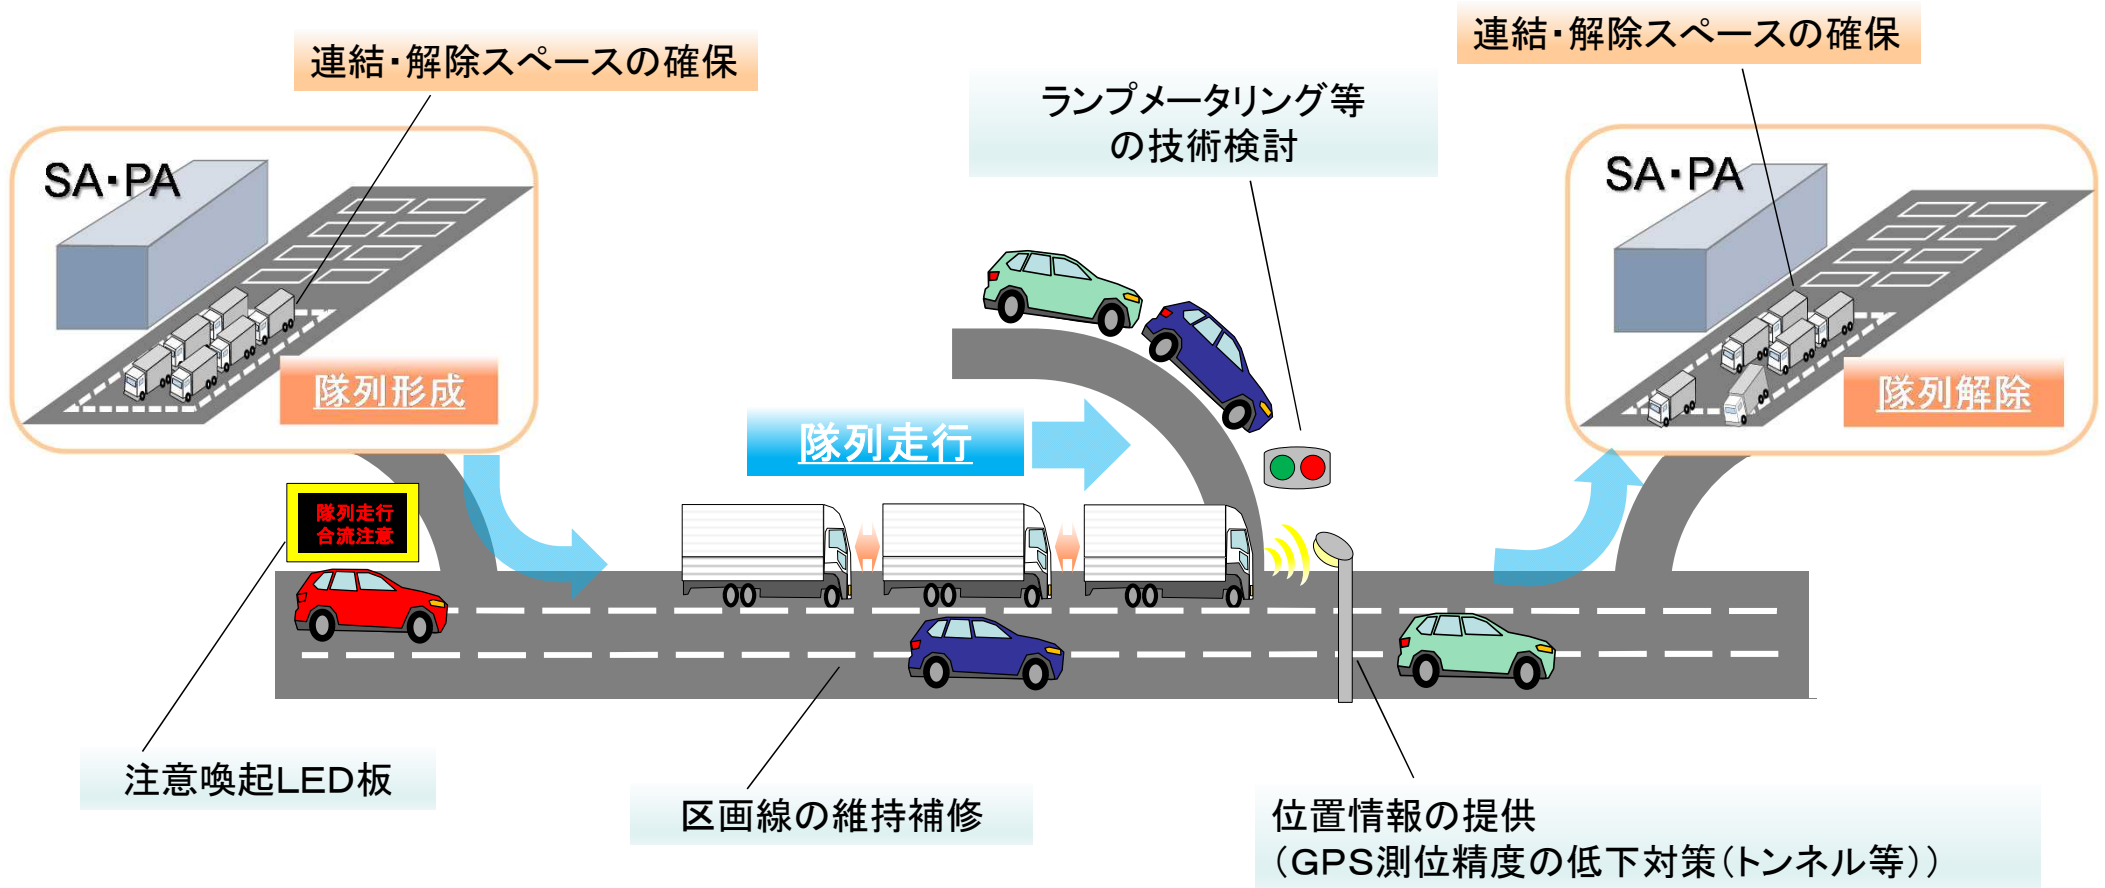 連結・解除スペースの確保
連結・解除スペースの確保
ランプメータリング等
の技術検討
SA・PA
SA・PA
隊列形成
隊列解除
隊列走行
隊列走行
合流注意
注意喚起LED板
区画線の維持補修
位置情報の提供
（GPS測位精度の低下対策（トンネル等））